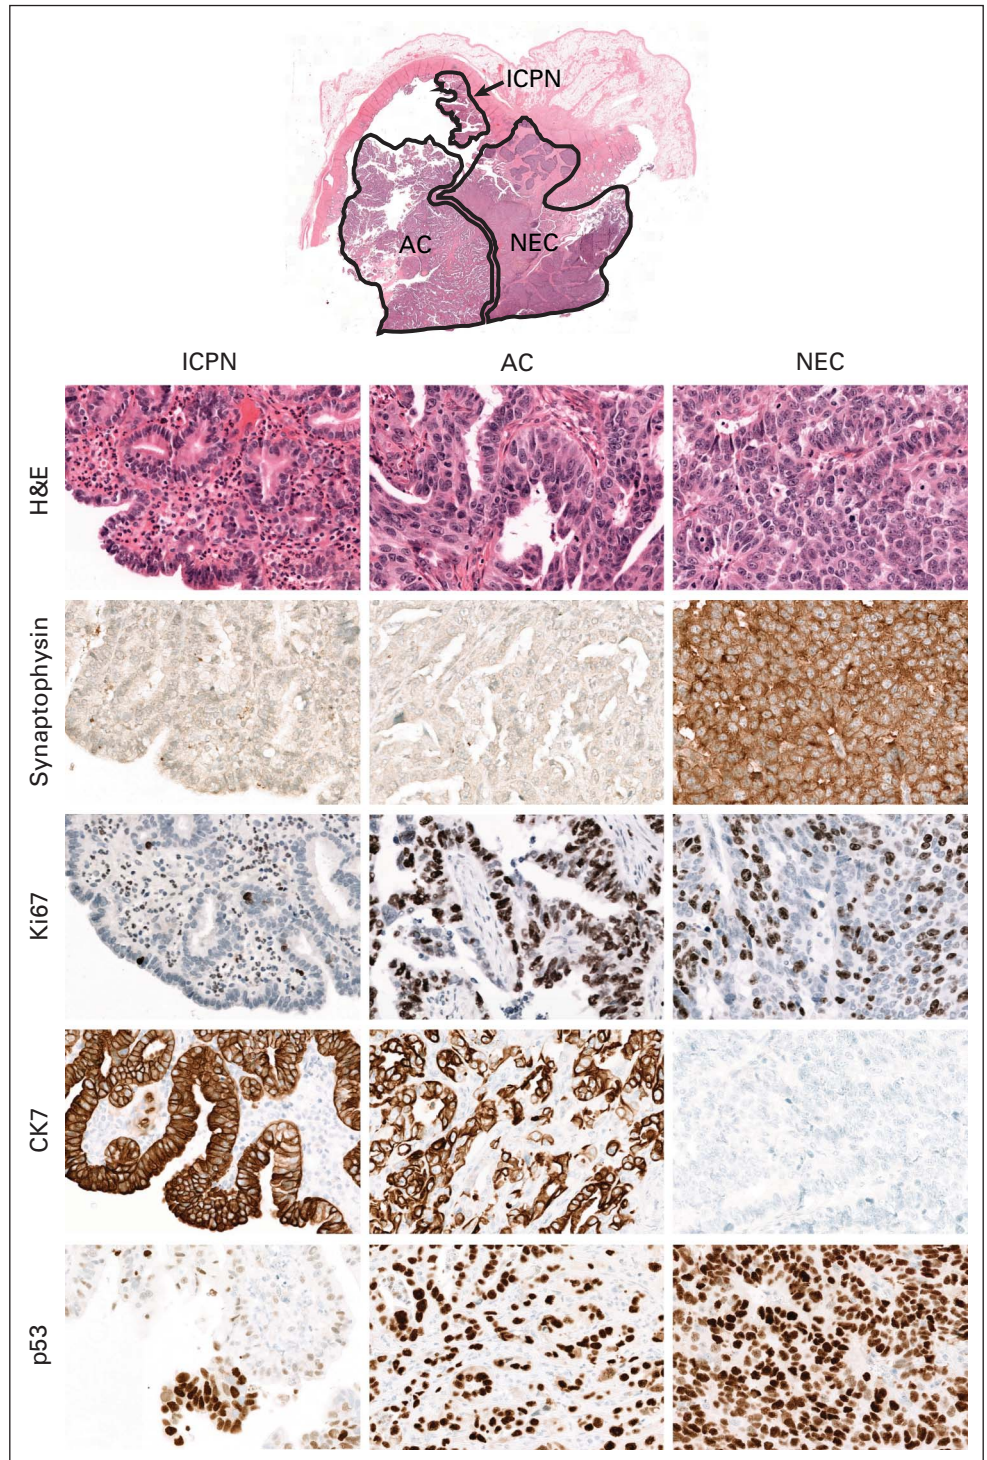 ICPN
AC
NEC
ICPN
AC
NEC
H&E
Synaptophysin
Ki67
CK7
p53